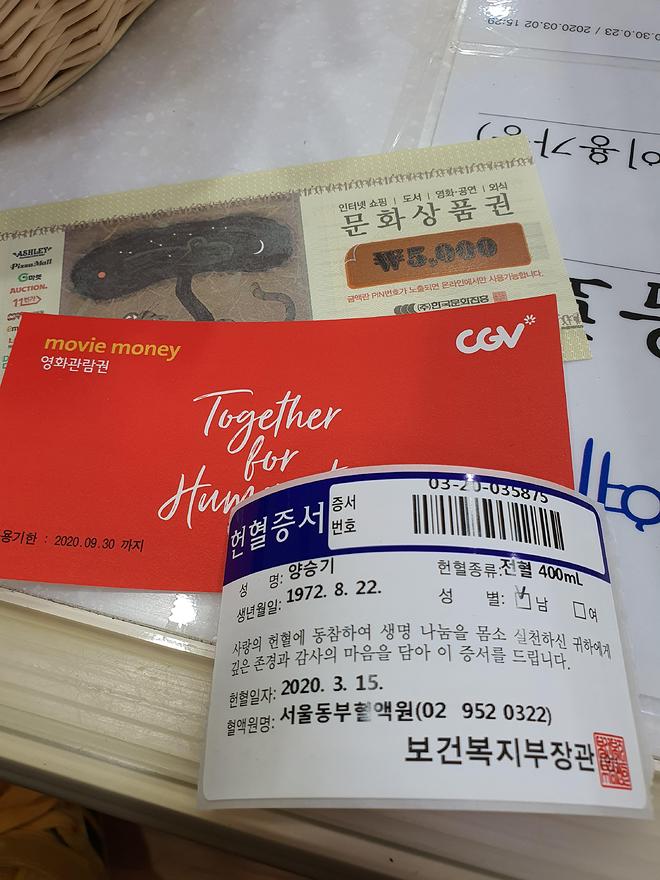 0.30.0.23 / 2020.03.02 15:29
이용가능)
인터넷 쇼핑 | 도서 | 영화·공연 | 외식
문화상품권
₩5,000
금액란 PIN번호가 노출되면 온라인에서만 사용가능합니다.
(주)한국문화진흥
ASHLEY
PizzaMall
G마켓
AUCTION.
11번가
movie money
영화관람권
CGV
Together
for
용기한 : 2020.09.30 까지
헌혈증서
증서
번호
03-20-035875
성 명: 양승기
헌혈종류: 전혈 400mL
생년월일: 1972. 8. 22.
성 별: 남 여
사랑의 헌혈에 동참하여 생명 나눔을 몸소 실천하신 귀하에게
깊은 존경과 감사의 마음을 담아 이 증서를 드립니다.
헌혈일자: 2020. 3. 15.
혈액원명: 서울동부혈액원(02 952 0322)
보건복지부장관